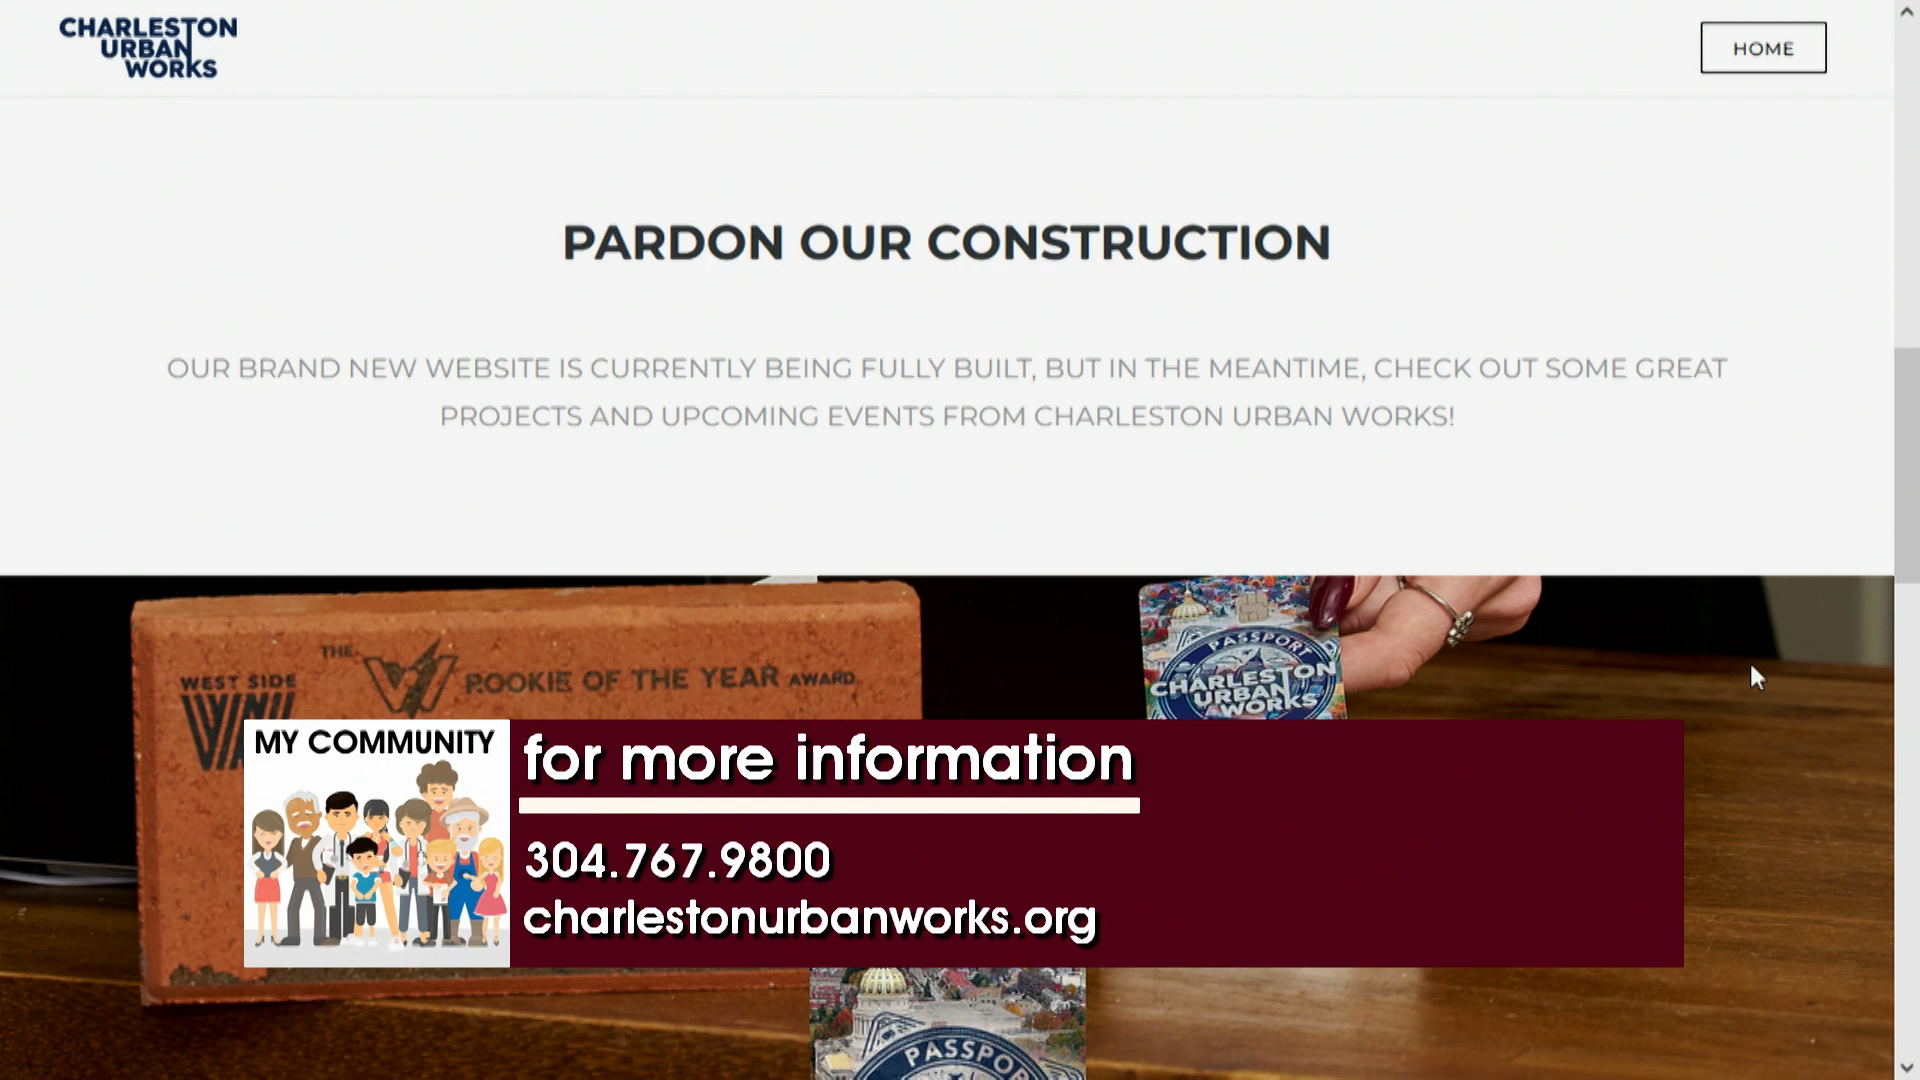 CHARLESTON
URBAN
WORKS
HOME
PARDON OUR CONSTRUCTION
OUR BRAND NEW WEBSITE IS CURRENTLY BEING FULLY BUILT, BUT IN THE MEANTIME, CHECK OUT SOME GREAT
PROJECTS AND UPCOMING EVENTS FROM CHARLESTON URBAN WORKS!
THE
WEST SIDE
ROOKIE OF THE YEAR AWARD
PASSPORT
CHARLESTON
URBAN
WORKS
MY COMMUNITY
for more information
304.767.9800
charlestonurbanworks.org